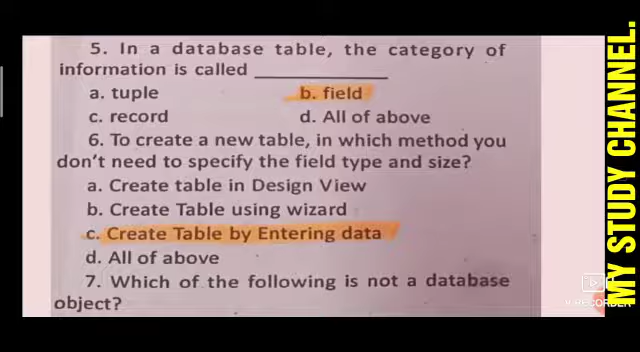 5. In a database table, the category of
information is called ____________
a. tuple b. field
c. record d. All of above
6. To create a new table, in which method you
don't need to specify the field type and size?
a. Create table in Design View
b. Create Table using wizard
c. Create Table by Entering data
d. All of above
7. Which of the following is not a database
object?
MY STUDY CHANNEL.
RECORDER